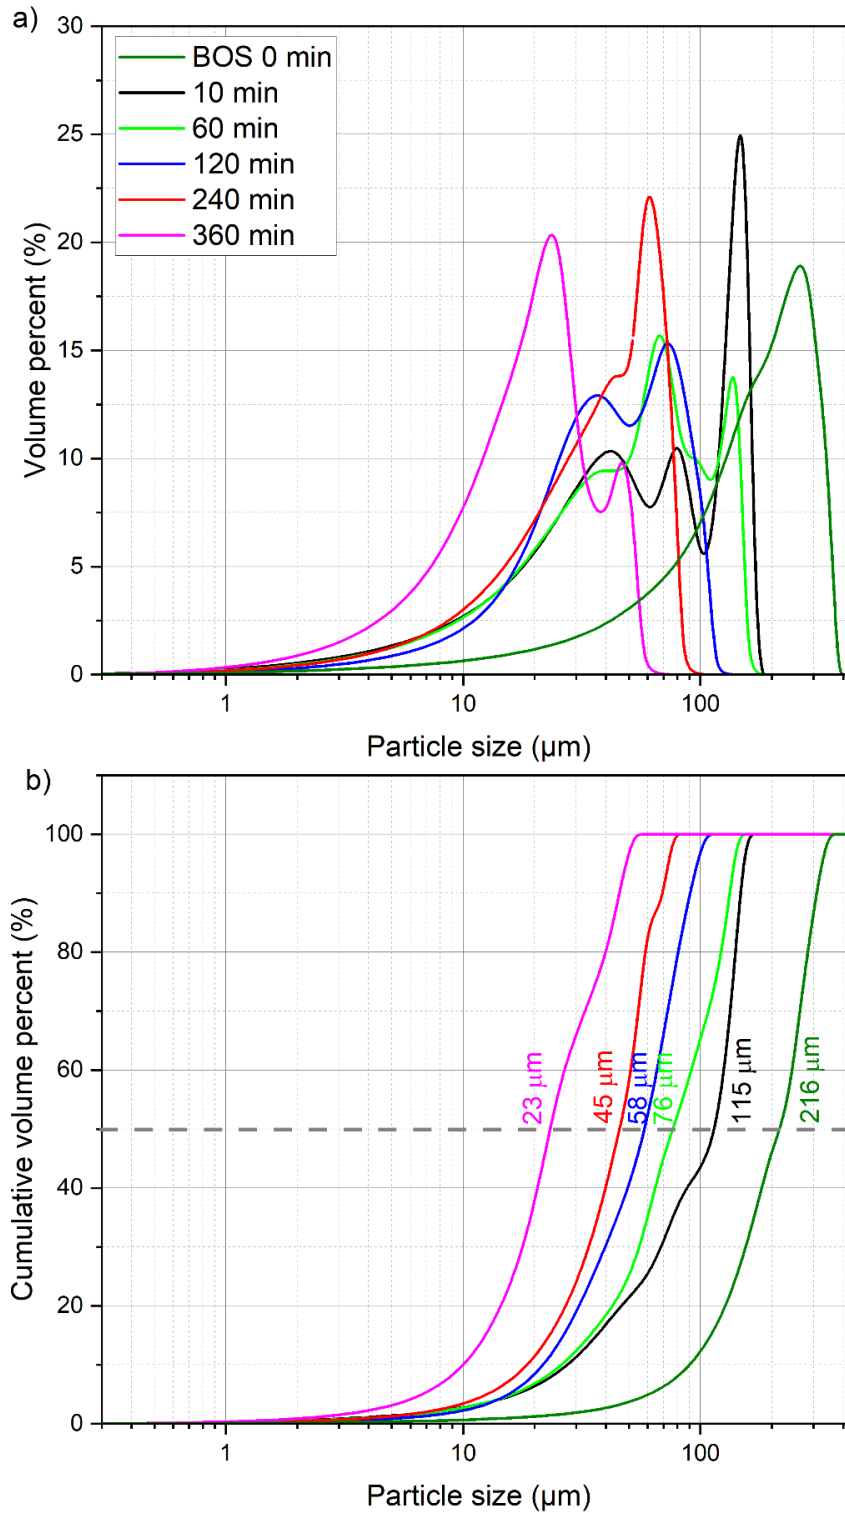 a)
30
25
20
15
10
5
0
Volume percent (%)
BOS 0 min
10 min
60 min
120 min
240 min
360 min
1
10
100
Particle size (μm)
b)
100
80
60
40
20
0
Cumulative volume percent (%)
23 μm
45 μm
58 μm
76 μm
115 μm
216 μm
1
10
100
Particle size (μm)